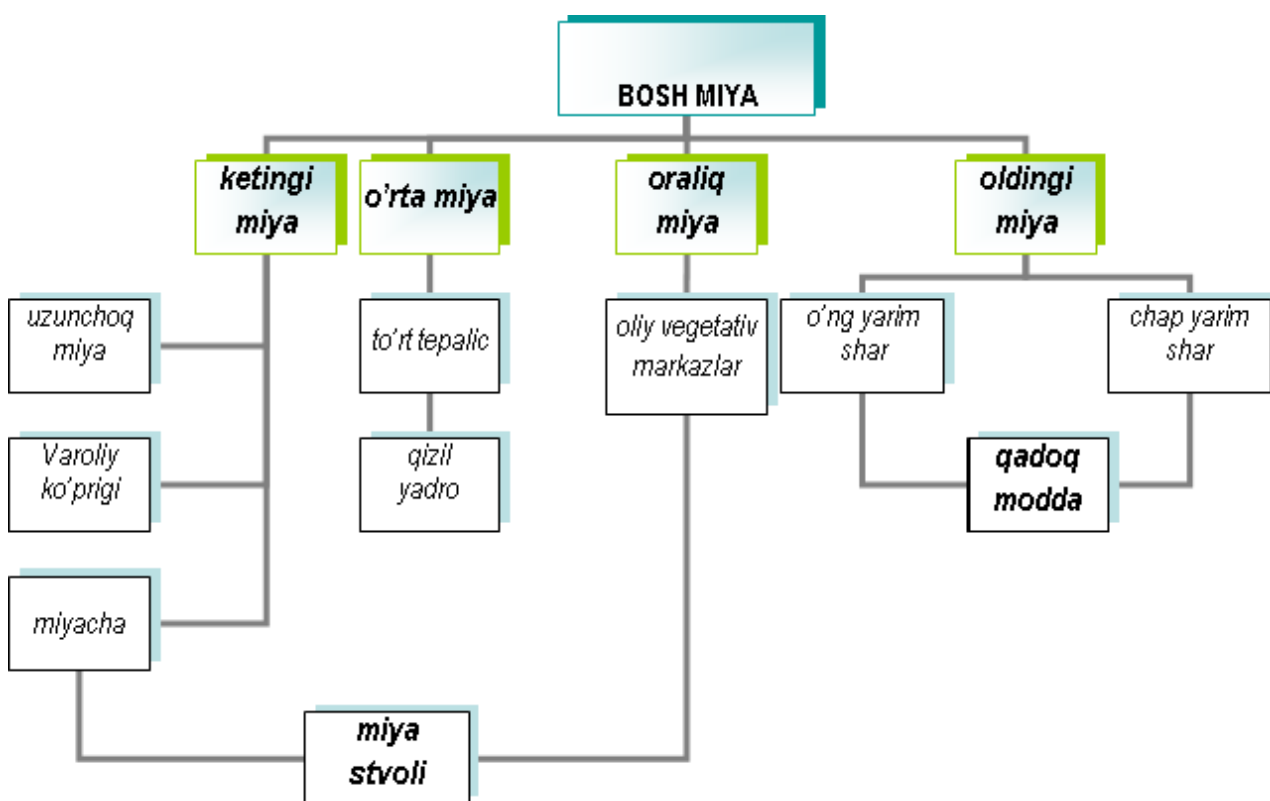 BOSH MIYA
ketingi
miya
o'rta miya
oraliq
miya
oldingi
miya
uzunchoq
miya
to'rt tepalic
oliy vegetativ
markazlar
o'ng yarim
shar
chap yarim
shar
Varoliy
ko'prigi
qizil
yadro
qadoq
modda
miyacha
miya
stvoli